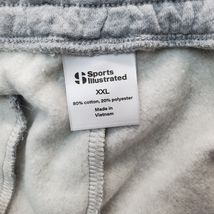 Sports
Illustrated
XXL
80% cotton, 20% polyester
Made in
Vietnam